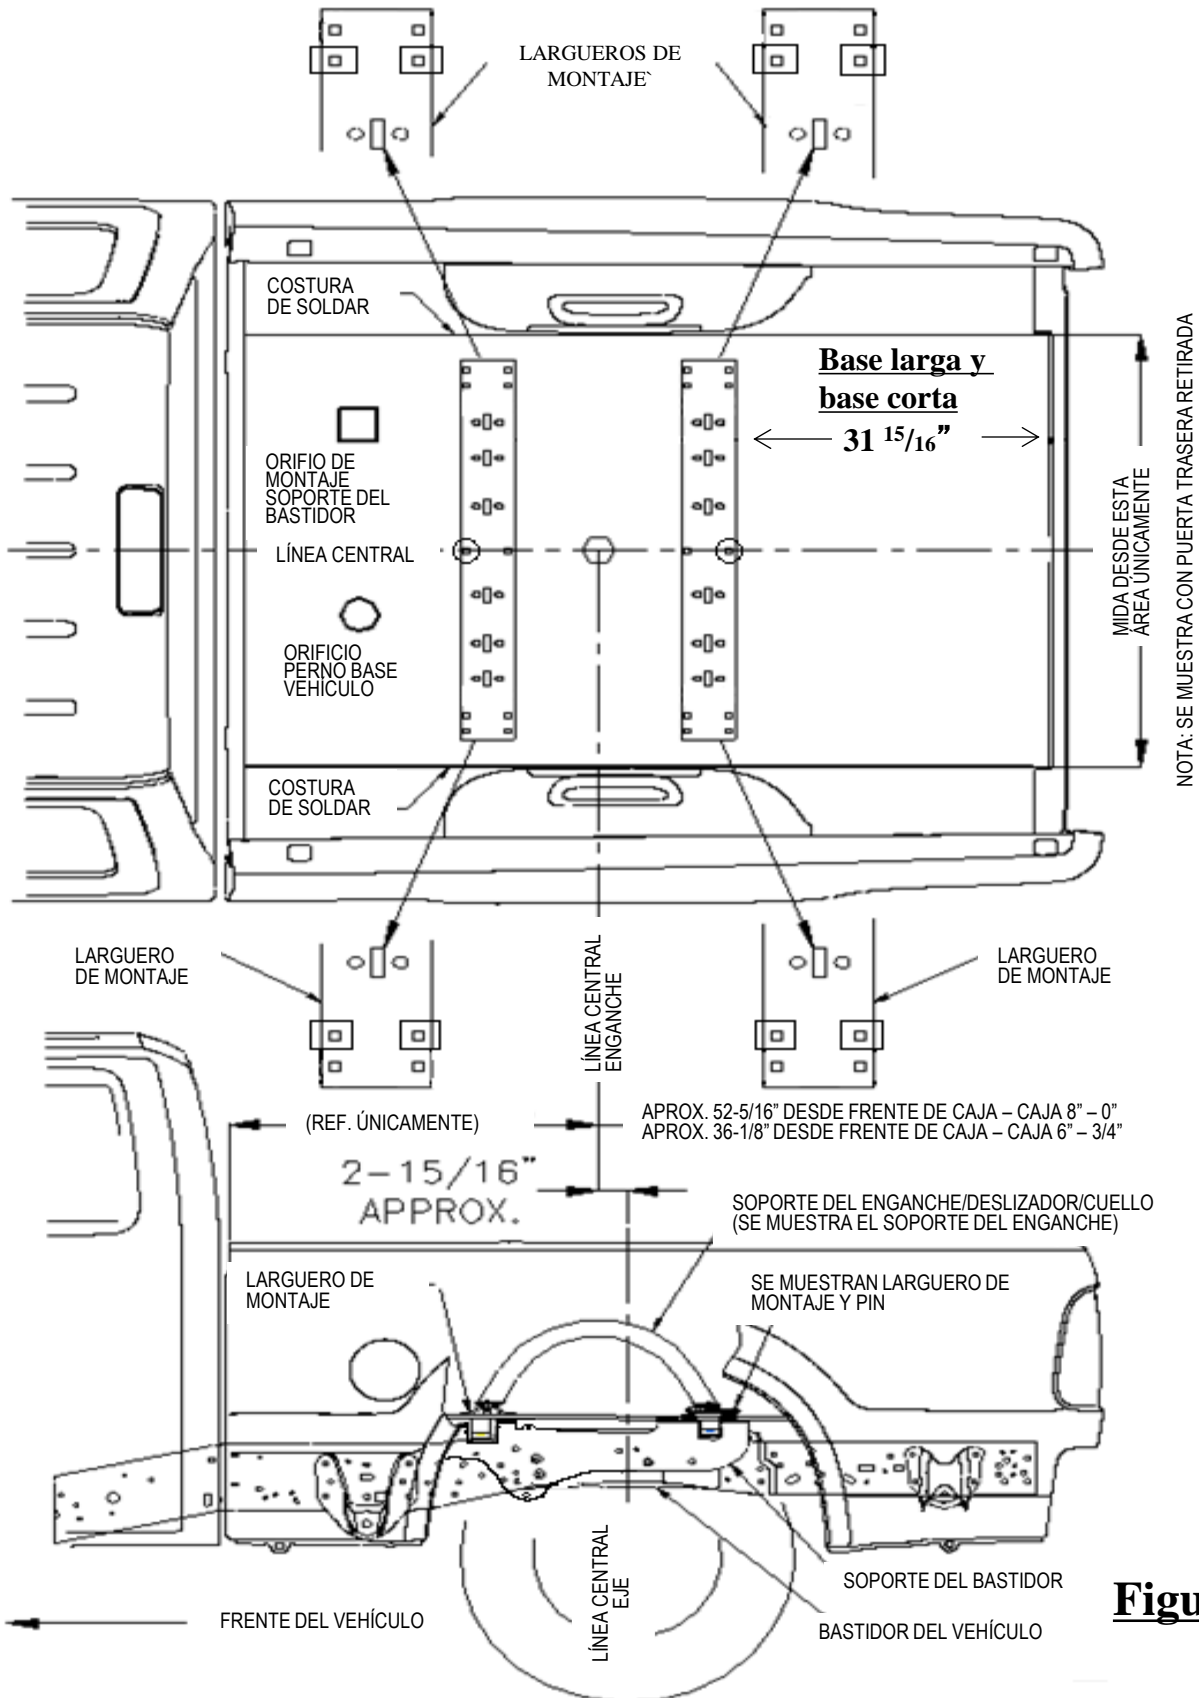 LARGUEROS DE
MONTAJE`
COSTURA
DE SOLDAR
Base larga y
base corta
31 15/16”
ORIFIO DE
MONTAJE
SOPORTE DEL
BASTIDOR
LÍNEA CENTRAL
ORIFICIO
PERNO BASE
VEHÍCULO
MIDA DESDE ESTA
ÁREA ÚNICAMENTE
NOTA: SE MUESTRA CON PUERTA TRASERA RETIRADA
COSTURA
DE SOLDAR
LARGUERO
DE MONTAJE
LÍNEA CENTRAL
ENGANCHE
LARGUERO
DE MONTAJE
(REF. ÚNICAMENTE)
APROX. 52-5/16” DESDE FRENTE DE CAJA – CAJA 8” – 0”
APROX. 36-1/8” DESDE FRENTE DE CAJA – CAJA 6” – 3/4”
2-15/16"
APPROX.
SOPORTE DEL ENGANCHE/DESLIZADOR/CUELLO
(SE MUESTRA EL SOPORTE DEL ENGANCHE)
LARGUERO DE
MONTAJE
SE MUESTRAN LARGUERO DE
MONTAJE Y PIN
LÍNEA CENTRAL
EJE
SOPORTE DEL BASTIDOR
Figu
FRENTE DEL VEHÍCULO
BASTIDOR DEL VEHÍCULO